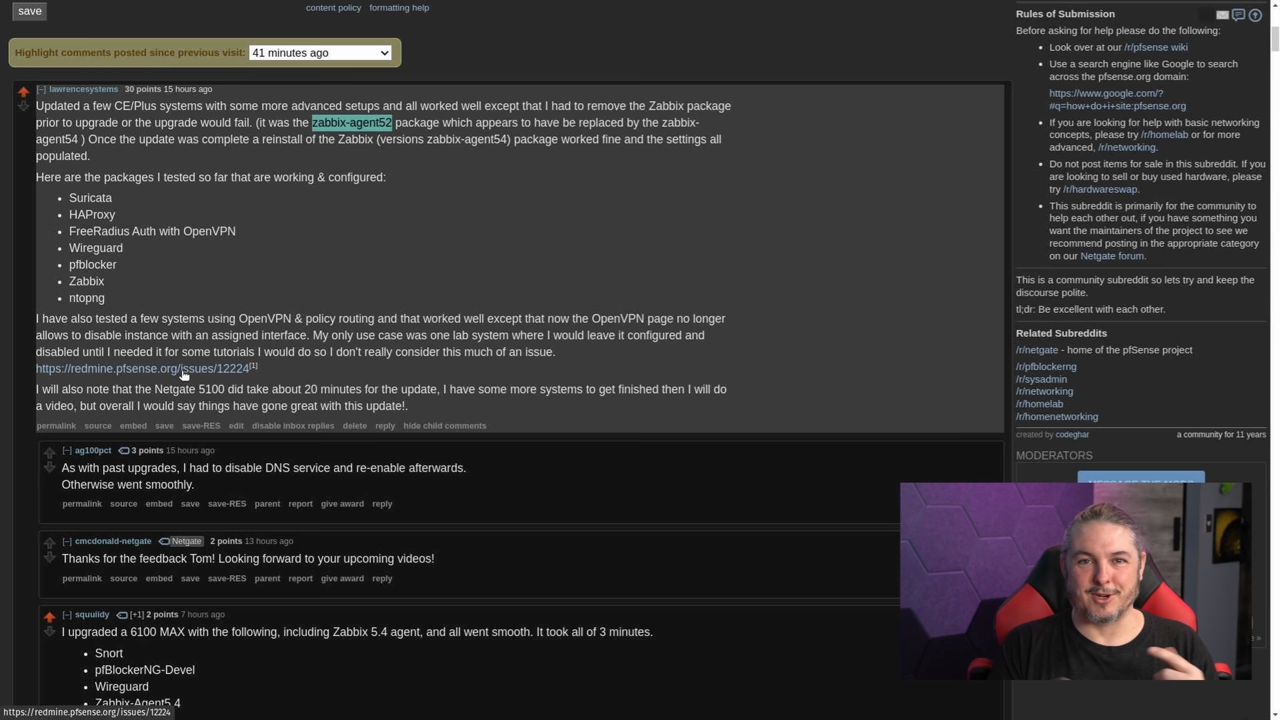 save
content policy formatting help
Highlight comments posted since previous visit: 41 minutes ago
[–] lawrencesystems 30 points 15 hours ago
Updated a few CE/Plus systems with some more advanced setups and all worked well except that I had to remove the Zabbix package
prior to upgrade or the upgrade would fail. (it was the zabbix-agent52 package which appears to have be replaced by the zabbix-
agent54 ) Once the update was complete a reinstall of the Zabbix (versions zabbix-agent54) package worked fine and the settings all
populated.
Here are the packages I tested so far that are working & configured:
• Suricata
• HAProxy
• FreeRadius Auth with OpenVPN
• Wireguard
• pfblocker
• Zabbix
• ntopng
I have also tested a few systems using OpenVPN & policy routing and that worked well except that now the OpenVPN page no longer
allows to disable instance with an assigned interface. My only use case was one lab system where I would leave it configured and
disabled until I needed it for some tutorials I would do so I don't really consider this much of an issue.
https://redmine.pfsense.org/issues/12224[1]
I will also note that the Netgate 5100 did take about 20 minutes for the update, I have some more systems to get finished then I will do
a video, but overall I would say things have gone great with this update!.
permalink source embed save save-RES edit disable inbox replies delete reply hide child comments
[–] ag100pct 3 points 15 hours ago
As with past upgrades, I had to disable DNS service and re-enable afterwards.
Otherwise went smoothly.
permalink source embed save save-RES parent report give award reply
[–] cmcdonald-netgate Netgate 2 points 13 hours ago
Thanks for the feedback Tom! Looking forward to your upcoming videos!
permalink source embed save save-RES parent report give award reply
[–] squuiidy [+1] 2 points 7 hours ago
I upgraded a 6100 MAX with the following, including Zabbix 5.4 agent, and all went smooth. It took all of 3 minutes.
• Snort
• pfBlockerNG-Devel
• Wireguard
• Zabbix-Agent5.4
https://redmine.pfsense.org/issues/12224
Rules of Submission
Before asking for help please do the following:
• Look over at our /r/pfsense wiki
• Use a search engine like Google to search
across the pfsense.org domain:
https://www.google.com/?
#q=how+do+i+site:pfsense.org
• If you are looking for help with basic networking
concepts, please try /r/homelab or for more
advanced, /r/networking.
• Do not post items for sale in this subreddit. If you
are looking to sell or buy used hardware, please
try /r/hardwareswap.
• This subreddit is primarily for the community to
help each other out, if you have something you
want the maintainers of the project to see we
recommend posting in the appropriate category
on our Netgate forum.
This is a community subreddit so lets try and keep the
discourse polite.
tl;dr: Be excellent with each other.
Related Subreddits
/r/netgate - home of the pfSense project
/r/pfblockerng
/r/sysadmin
/r/networking
/r/homelab
/r/homenetworking
created by codeghar a community for 11 years
MODERATORS